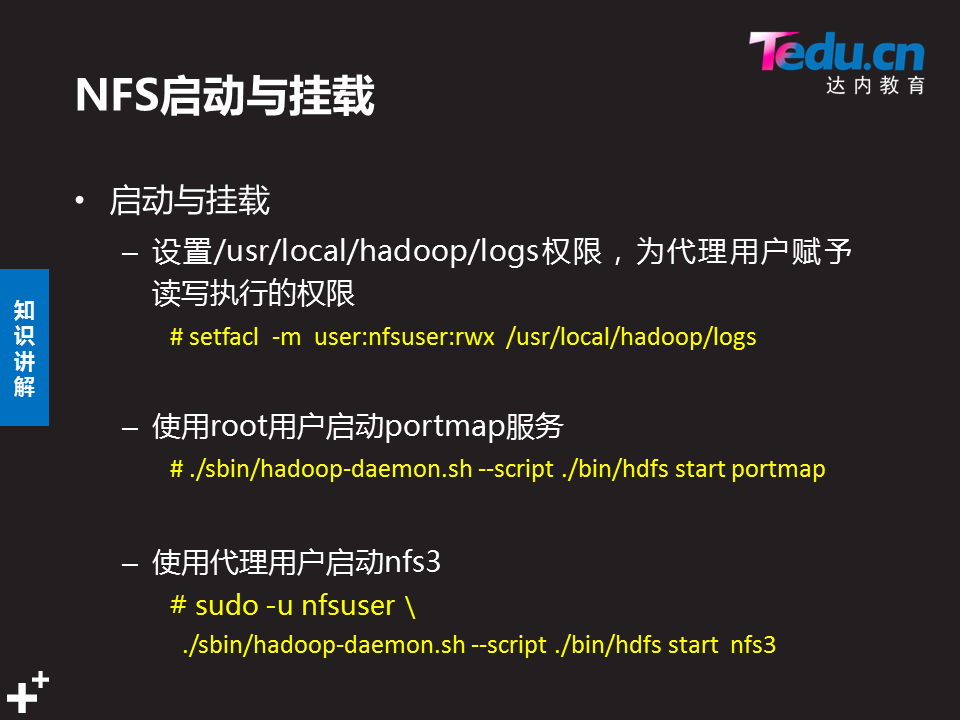 Tedu.cn
达内教育
NFS启动与挂载
• 启动与挂载
– 设置/usr/local/hadoop/logs权限，为代理用户赋予
读写执行的权限
# setfacl -m user:nfsuser:rwx /usr/local/hadoop/logs
– 使用root用户启动portmap服务
# ./sbin/hadoop-daemon.sh --script ./bin/hdfs start portmap
– 使用代理用户启动nfs3
# sudo -u nfsuser \
./sbin/hadoop-daemon.sh --script ./bin/hdfs start nfs3
知识讲解